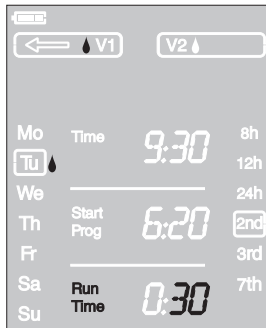 V1 V2
Mo Time 9:30 8h
Tu 12h
We 24h
Th Start Prog 6:20 2nd
Fr 3rd
Sa Run Time 0:30 7th
Su